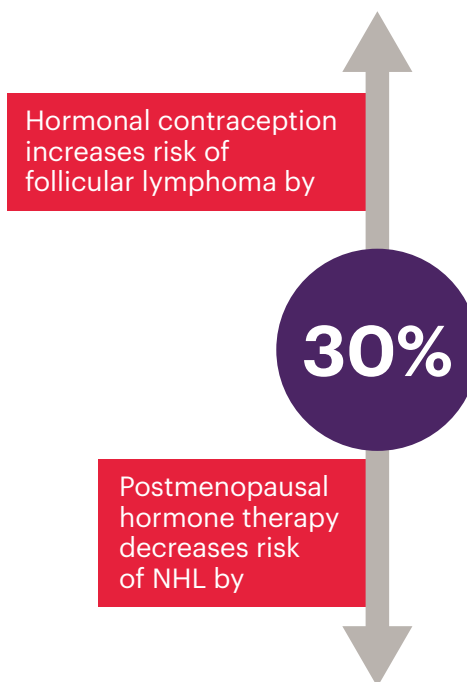 Hormonal contraception
increases risk of
follicular lymphoma by
30%
Postmenopausal
hormone therapy
decreases risk
of NHL by